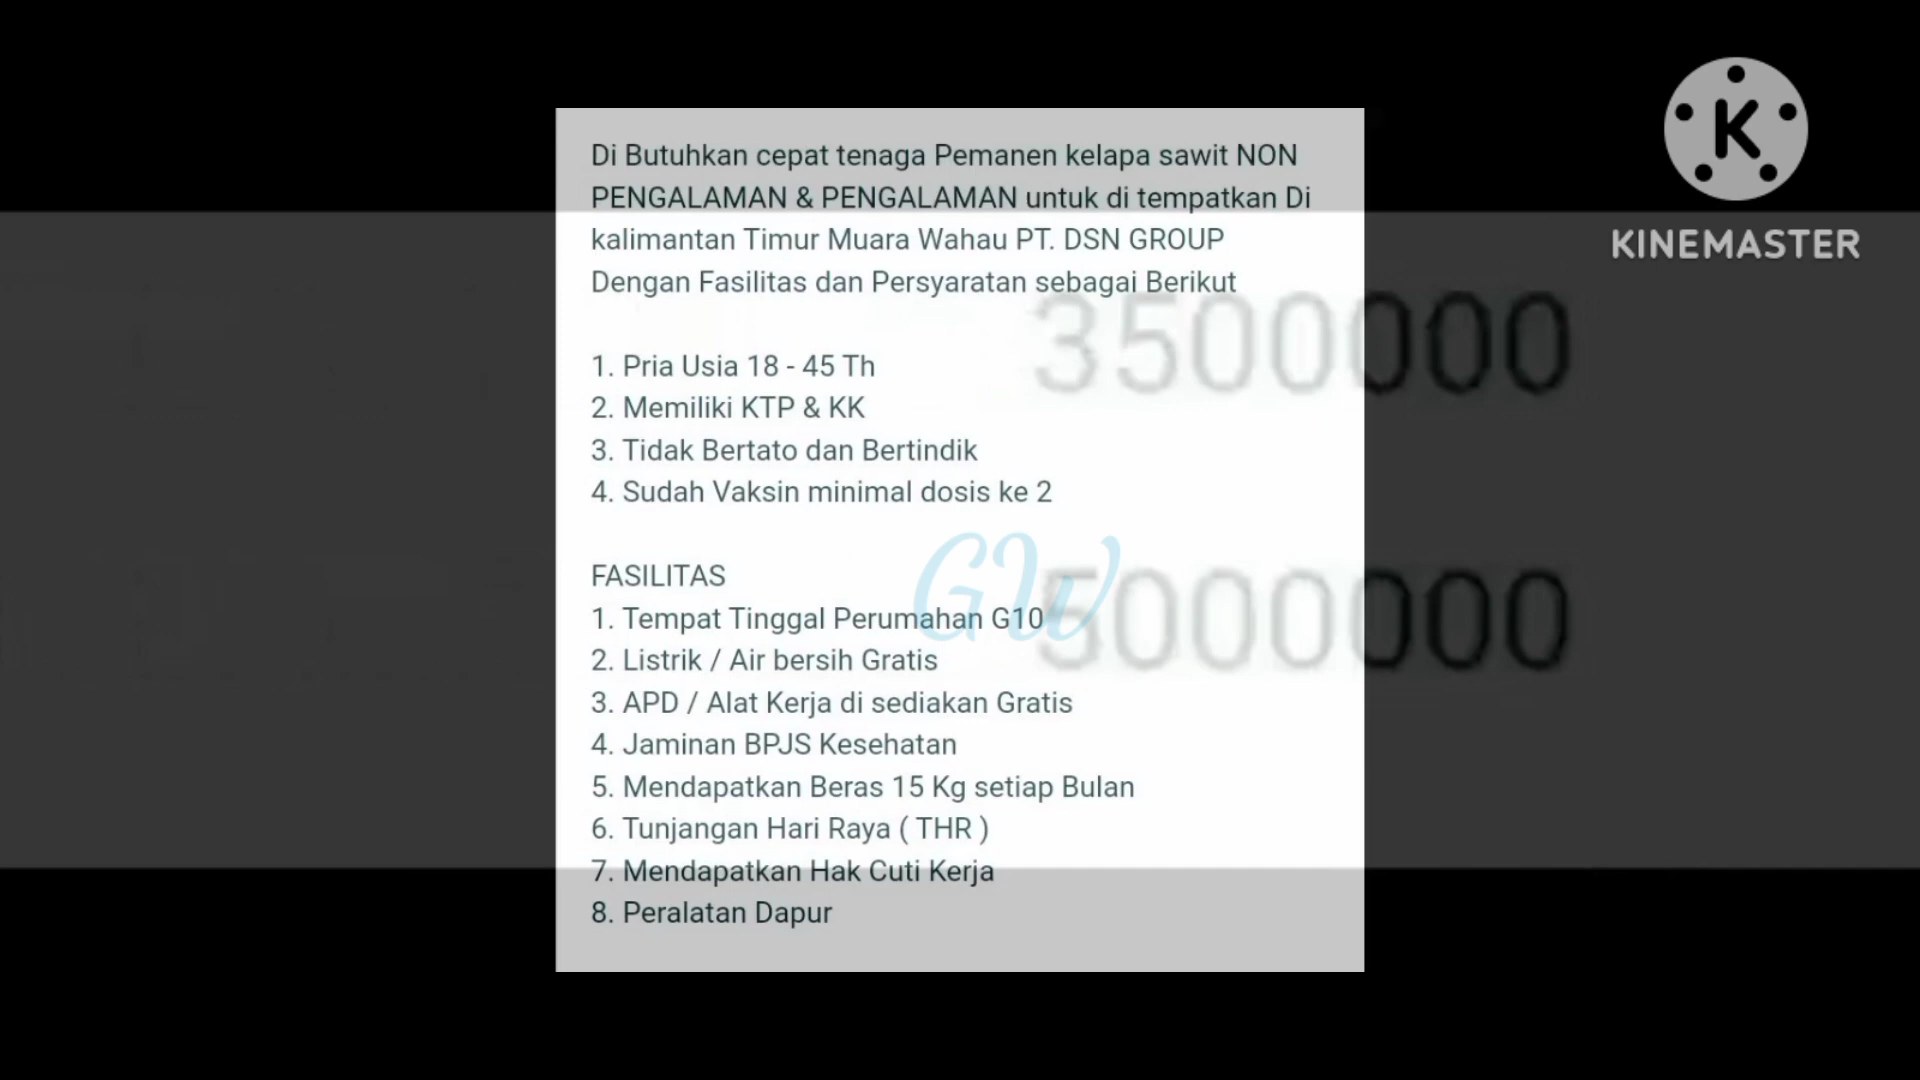 Di Butuhkan cepat tenaga Pemanen kelapa sawit NON
PENGALAMAN & PENGALAMAN untuk di tempatkan Di
kalimantan Timur Muara Wahau PT. DSN GROUP
Dengan Fasilitas dan Persyaratan sebagai Berikut
1. Pria Usia 18 - 45 Th
2. Memiliki KTP & KK
3. Tidak Bertato dan Bertindik
4. Sudah Vaksin minimal dosis ke 2
FASILITAS
1. Tempat Tinggal Perumahan G10
2. Listrik / Air bersih Gratis
3. APD / Alat Kerja di sediakan Gratis
4. Jaminan BPJS Kesehatan
5. Mendapatkan Beras 15 Kg setiap Bulan
6. Tunjangan Hari Raya ( THR )
7. Mendapatkan Hak Cuti Kerja
8. Peralatan Dapur
3500000
5000000
GW
K
KINEMASTER